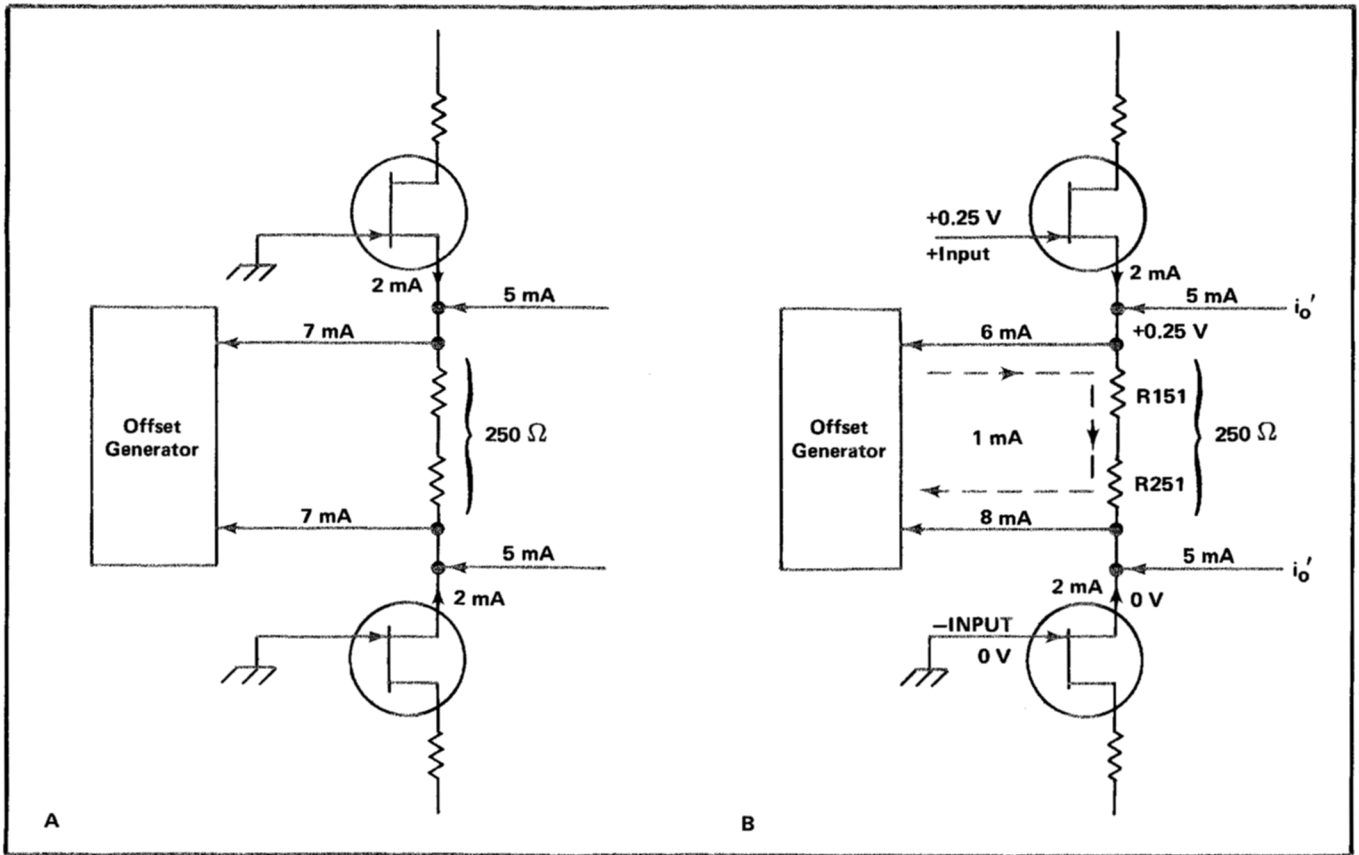 2 mA
5 mA
7 mA
Offset
Generator
250 Ω
7 mA
5 mA
2 mA
A
+0.25 V
+Input
2 mA
5 mA
io'
+0.25 V
6 mA
R151
Offset
Generator
1 mA
250 Ω
R251
8 mA
5 mA
io'
2 mA
0 V
–INPUT
0 V
B